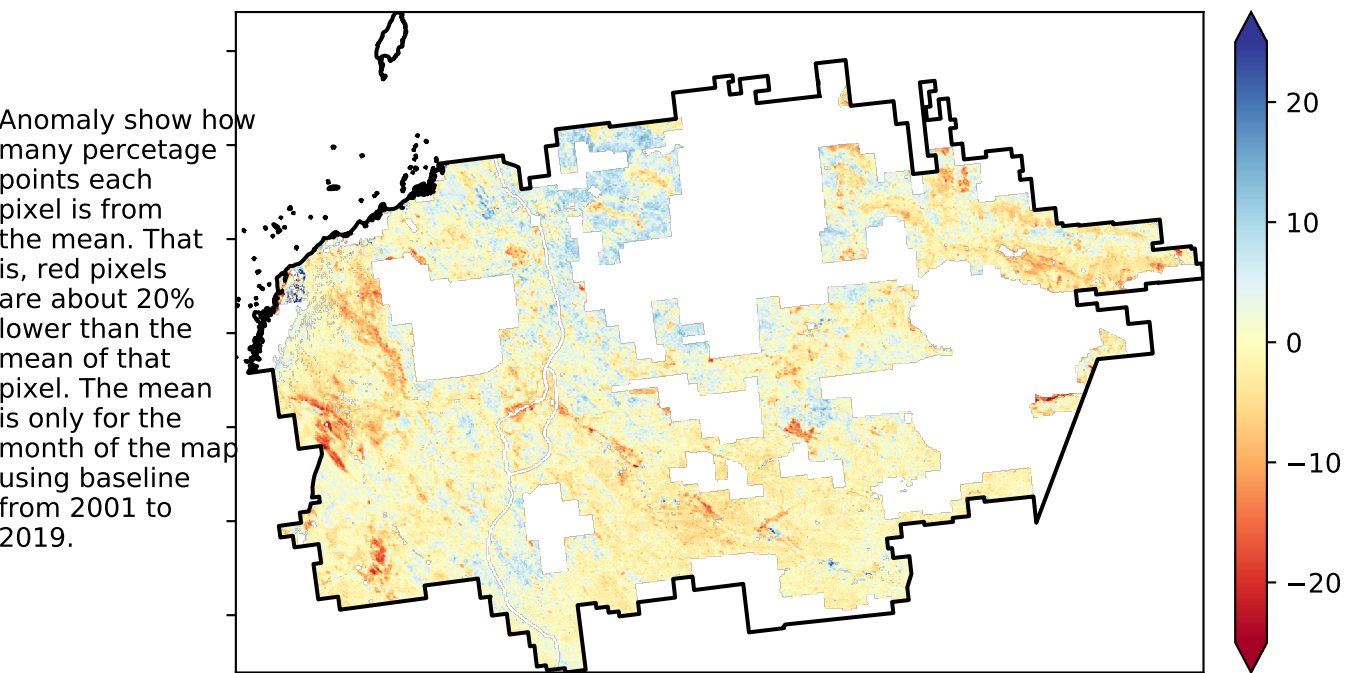 Anomaly show how
many percetage
points each
pixel is from
the mean. That
is, red pixels
are about 20%
lower than the
mean of that
pixel. The mean
is only for the
month of the map
using baseline
from 2001 to
2019.
20
10
0
−10
−20